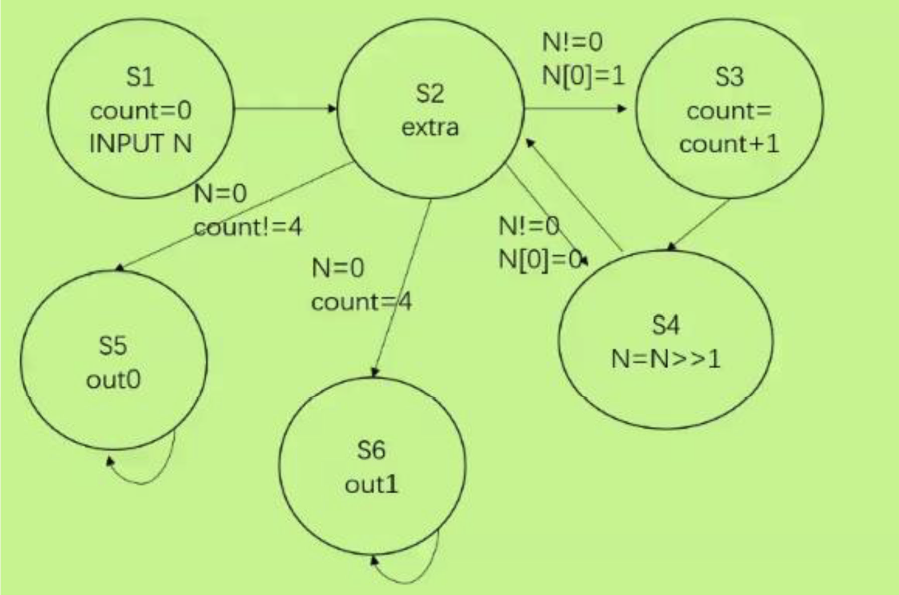 S1
count=0
INPUT N
S2
extra
N!=0
N[0]=1
S3
count=
count+1
N=0
count!=4
N=0
count=4
N!=0
N[0]=0
S4
N=N>>1
S5
out0
S6
out1